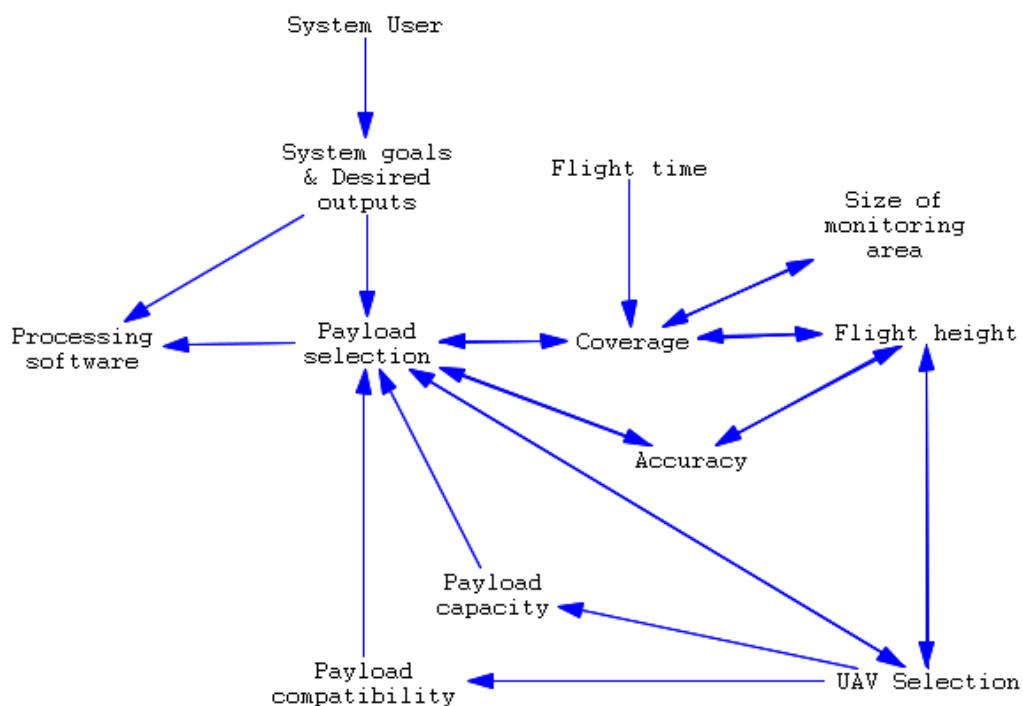 System User
System goals
& Desired
outputs
Flight time
Size of
monitoring
area
Processing
software
Payload
selection
Coverage
Flight height
Accuracy
Payload
capacity
Payload
compatibility
UAV Selection